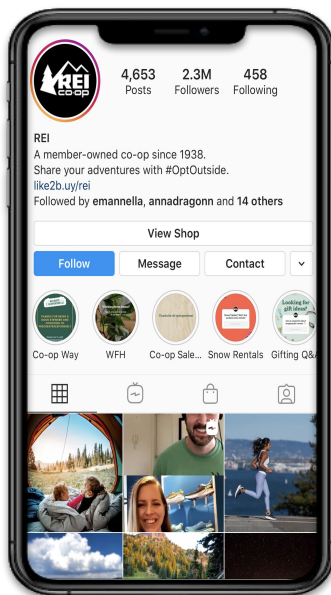 REI
CO·OP
4,653
Posts
2.3M
Followers
458
Following
REI
A member-owned co-op since 1938.
Share your adventures with #OptOutside.
like2b.uy/rei
Followed by emannella, annadragonn and 14 others
View Shop
Follow
Message
Contact
Looking for
gift ideas?
Co-op Way
WFH
Co-op Sale...
Snow Rentals
Gifting Q&A